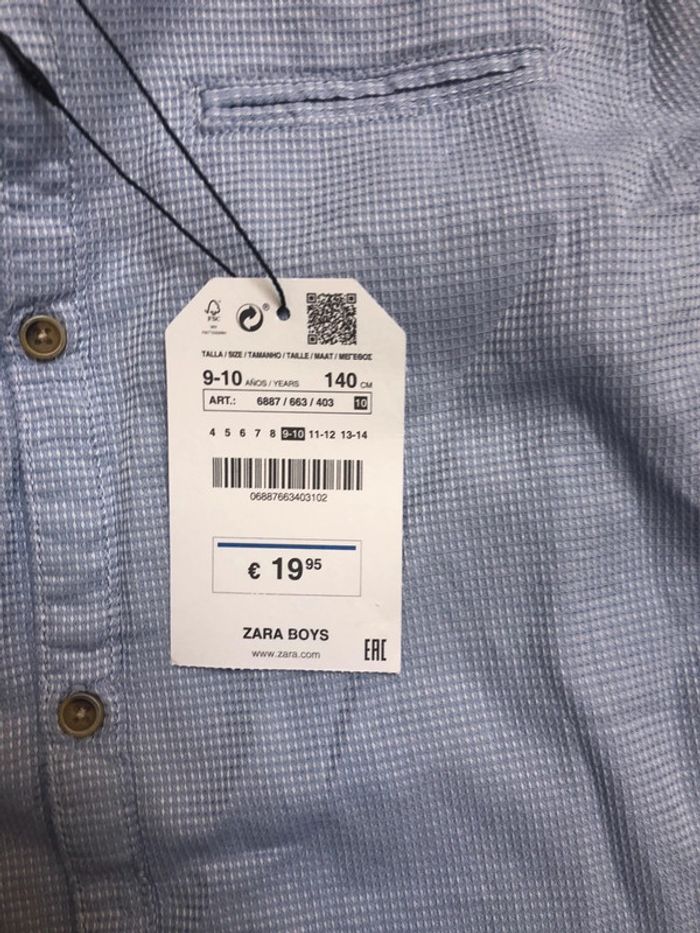 FSC
®
TALLA / SIZE / TAMANHO / TAILLE / MAAT / ΜΕΓΕΘΟΣ
9-10 AÑOS / YEARS 140 CM
ART.: 6887 / 663 / 403 10
4 5 6 7 8 9-10 11-12 13-14
06887663403102
€ 19 95
ZARA BOYS
www.zara.com
EAC